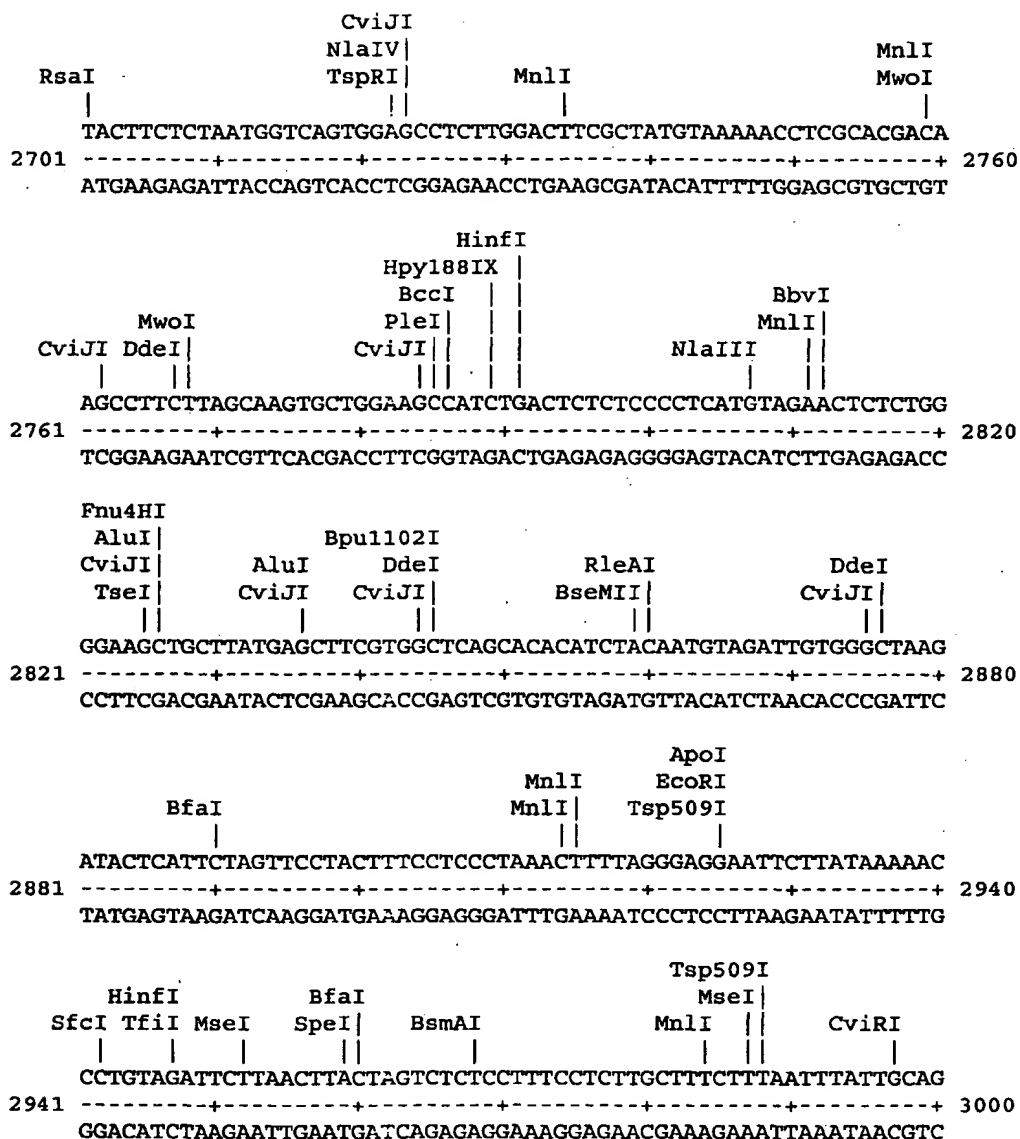 CviJI
NlaIV|
RsaI TspRI| MnlI MnlI
MwoI
TACTTCTCTAATGGTCAGTGGAGCCTCTTGGACTTCGCTATGTAAAAACCTCGCACGACA
2701 ---------+---------+---------+---------+---------+---------+ 2760
ATGAAGAGATTACCAGTCACCTCGGAGAACCTGAAGCGATACATTTTTGGAGCGTGCTGT
HinfI
Hpy188IX |
BccI | |
PleI| | |
MwoI
CviJI DdeI| CviJI|| | | NlaIII BbvI
MnlI|
AGCCTTCTTAGCAAGTGCTGGAAGCCATCTGACTCTCTCCCCTCATGTAGAACTCTCTGG
2761 ---------+---------+---------+---------+---------+---------+ 2820
TCGGAAGAATCGTTCACGACCTTCGGTAGACTGAGAGAGGGGAGTACATCTTGAGAGACC
Fnu4HI
AluI| Bpu1102I
CviJI| AluI DdeI RleAI DdeI
TseI| CviJI CviJI| BseMII| CviJI|
GGAAGCTGCTTATGAGCTTCGTGGCTCAGCACACATCTACAATGTAGATTGTGGGCTAAG
2821 ---------+---------+---------+---------+---------+---------+ 2880
CCTTCGACGAATACTCGAAGCACCGAGTCGTGTGTAGATGTTACATCTAACACCCGATTC
ApoI
MnlI EcoRI
BfaI MnlI| Tsp509I
ATACTCATTCTAGTTCCTACTTTCCTCCCTAAACTTTTAGGGAGGAATTCTTATAAAAAC
2881 ---------+---------+---------+---------+---------+---------+ 2940
TATGAGTAAGATCAAGGATGAAAGGAGGGATTTGAAAATCCCTCCTTAAGAATATTTTTG
Tsp509I
HinfI BfaI MseI|
SfcI TfiI MseI SpeI| BsmAI MnlI || CviRI
CCTGTAGATTCTTAACTTACTAGTCTCTCCTTTCCTCTTGCTTTCTTTAATTTATTGCAG
2941 ---------+---------+---------+---------+---------+---------+ 3000
GGACATCTAAGAATTGAATGATCAGAGAGGAAAGGAGAACGAAAGAAATTAAATAACGTC